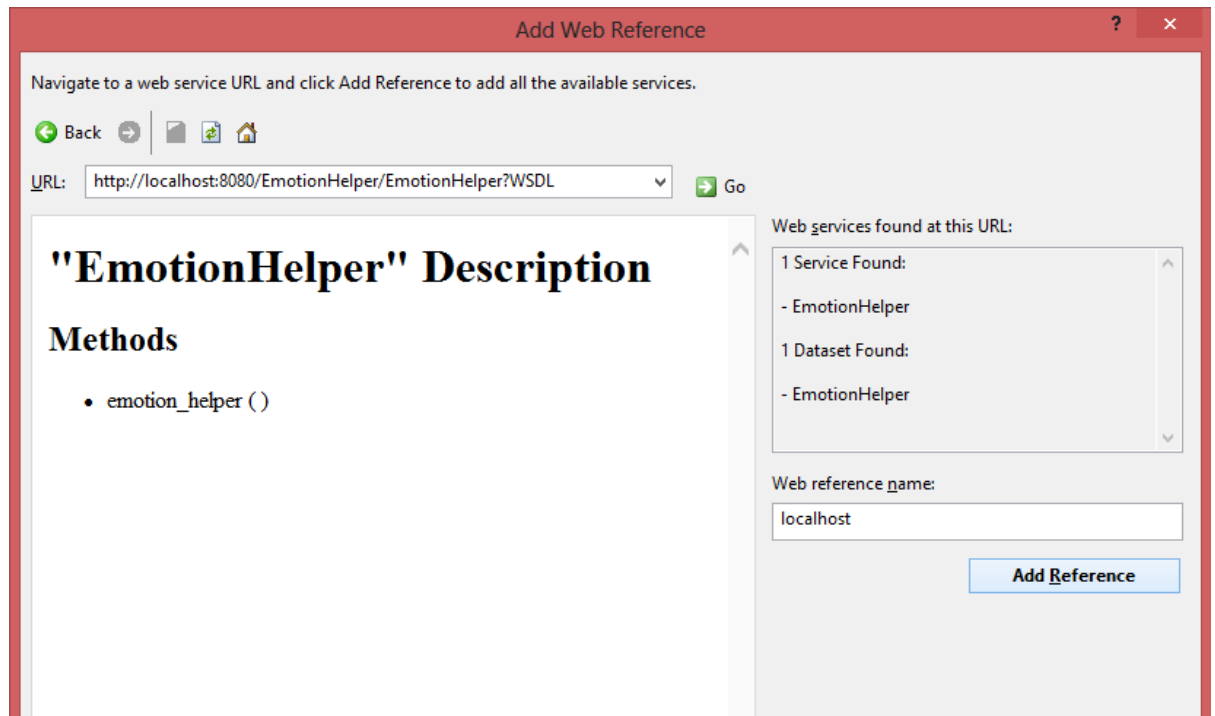 Add Web Reference
?
Navigate to a web service URL and click Add Reference to add all the available services.
Back
URL: http://localhost:8080/EmotionHelper/EmotionHelper?WSDL Go
"EmotionHelper" Description
Methods
• emotion_helper ( )
Web services found at this URL:
1 Service Found:
- EmotionHelper
1 Dataset Found:
- EmotionHelper
Web reference name:
localhost
Add Reference